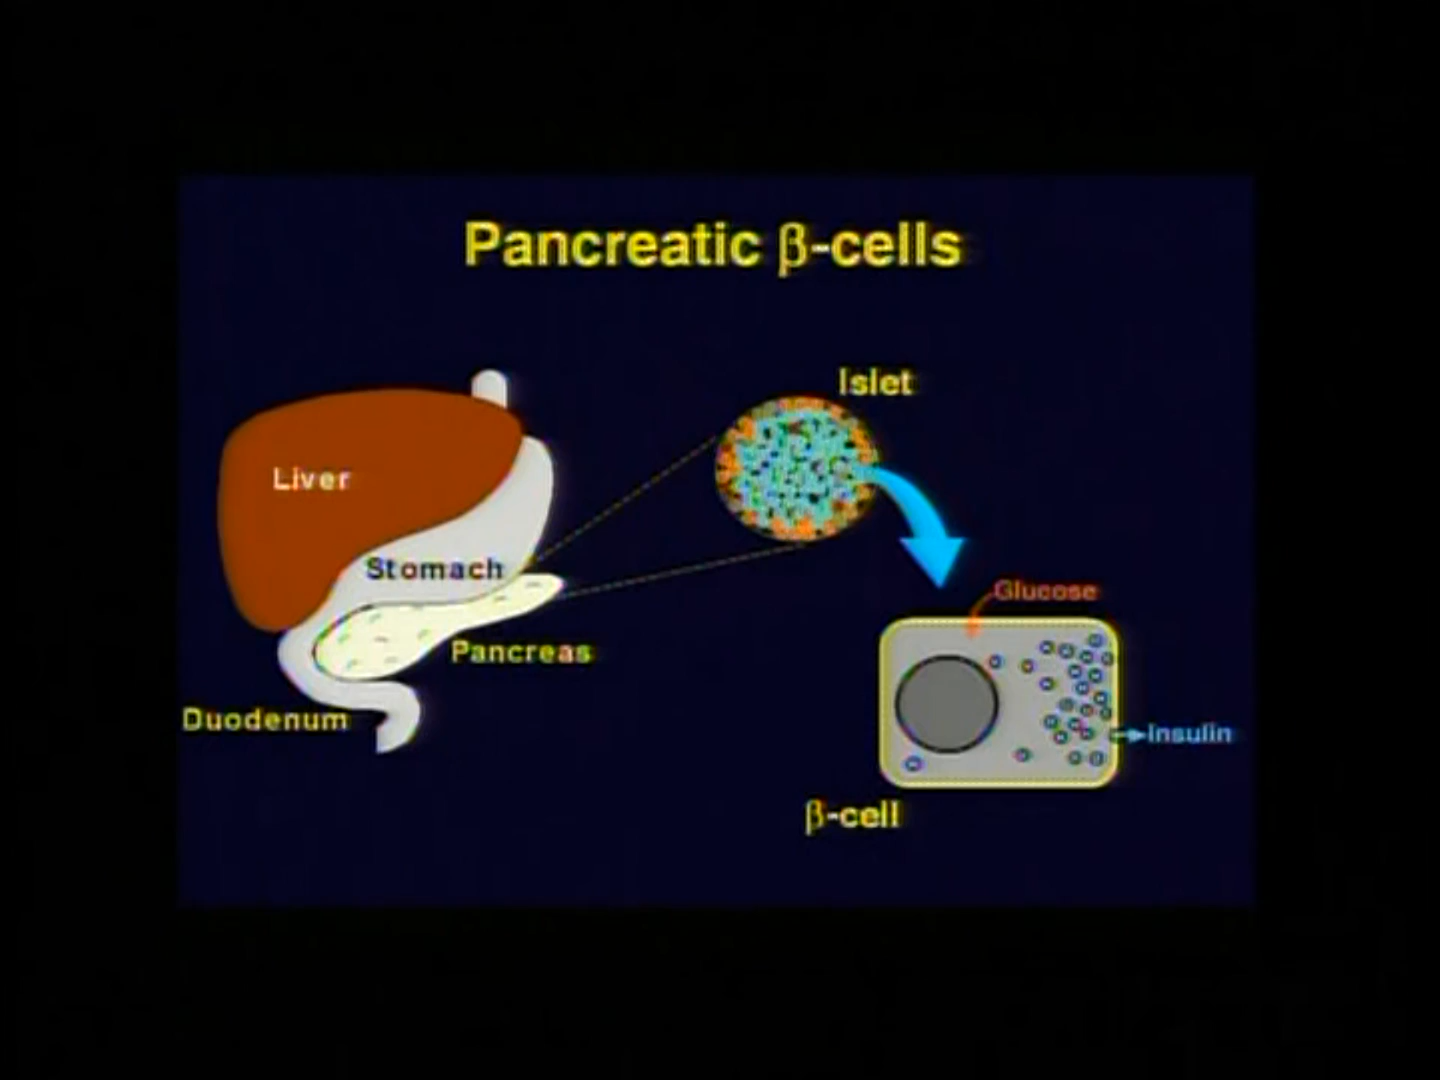 Pancreatic β-cells
Islet
Liver
Stomach
Glucose
Pancreas
Duodenum
Insulin
β-cell